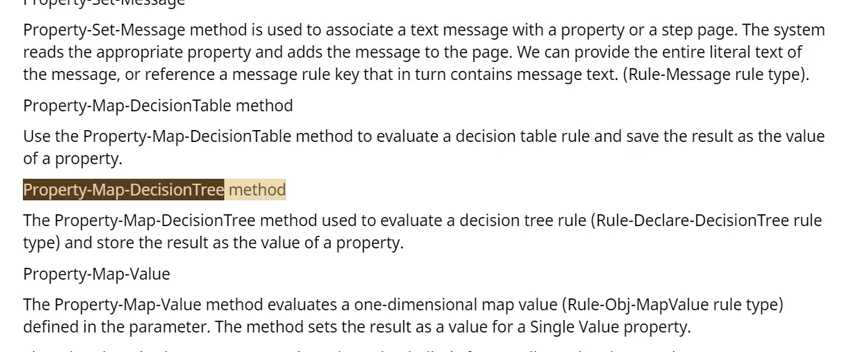 Property-Set-Message
Property-Set-Message method is used to associate a text message with a property or a step page. The system
reads the appropriate property and adds the message to the page. We can provide the entire literal text of
the message, or reference a message rule key that in turn contains message text. (Rule-Message rule type).
Property-Map-DecisionTable method
Use the Property-Map-DecisionTable method to evaluate a decision table rule and save the result as the value
of a property.
Property-Map-DecisionTree method
The Property-Map-DecisionTree method used to evaluate a decision tree rule (Rule-Declare-DecisionTree rule
type) and store the result as the value of a property.
Property-Map-Value
The Property-Map-Value method evaluates a one-dimensional map value (Rule-Obj-MapValue rule type)
defined in the parameter. The method sets the result as a value for a Single Value property.